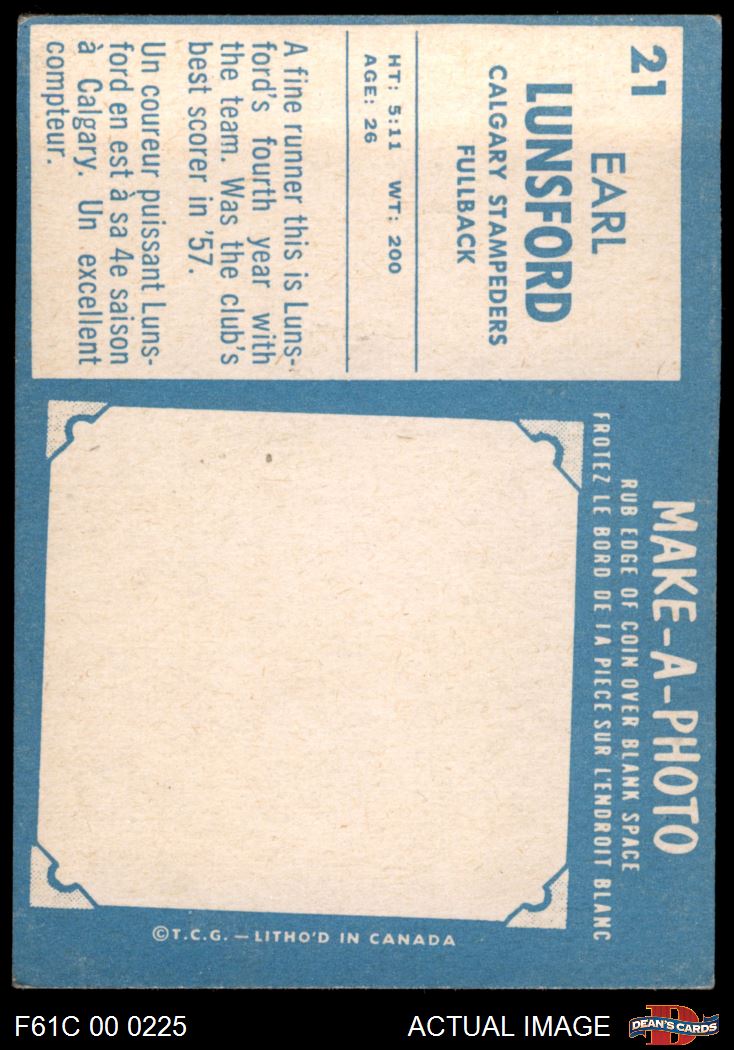 21
EARL
LUNSFORD
CALGARY STAMPEDERS
FULLBACK
HT: 5:11 WT: 200
AGE: 26
A fine runner this is Luns-
ford's fourth year with
the team. Was the club's
best scorer in '57.
Un coureur puissant Luns-
ford en est à sa 4e saison
à Calgary. Un excellent
compteur.
MAKE-A-PHOTO
RUB EDGE OF COIN OVER BLANK SPACE
FROTEZ LE BORD DE LA PIECE SUR L'ENDROIT BLANC
©T.C.G. — LITHO'D IN CANADA
F61C 00 0225
ACTUAL IMAGE
D
DEAN'S CARDS